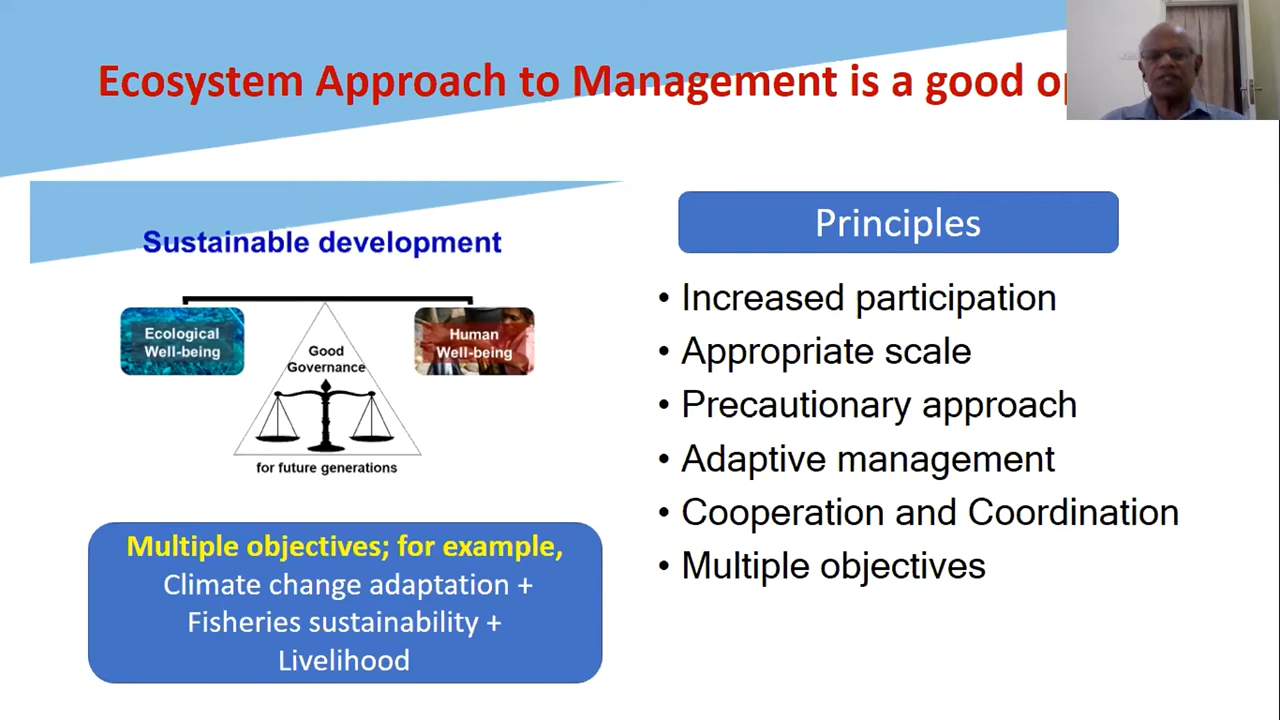 Ecosystem Approach to Management is a good
Sustainable development
Ecological
Well-being
Good
Governance
Human
Well-being
for future generations
Multiple objectives; for example,
Climate change adaptation +
Fisheries sustainability +
Livelihood
Principles
• Increased participation
• Appropriate scale
• Precautionary approach
• Adaptive management
• Cooperation and Coordination
• Multiple objectives